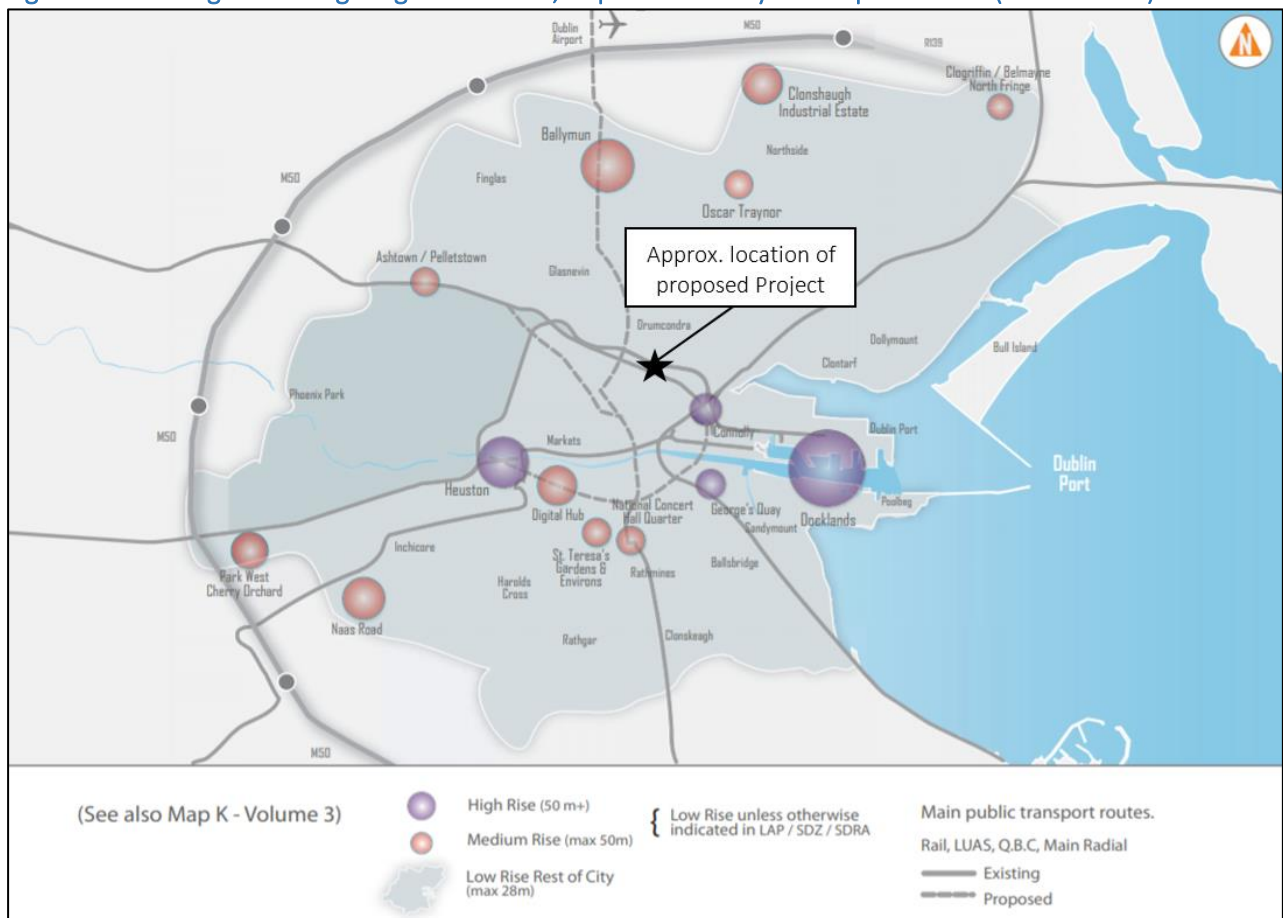 M50
Dublin
Airport
R139
N
Clogriffin / Belmayne
North Fringe
Clonshaugh
Industrial Estate
Ballymun
Northside
Finglas
M50
Oscar Traynor
Approx. location of
proposed Project
Ashtown / Pelletstown
Glasnevin
Drumcondra
Dollymount
Bull Island
Clontarf
Phoenix Park
M50
Markets
Connolly
Dublin Port
Dublin
Port
Heuston
Digital Hub
National Concert
Hall Quarter
George's Quay
Docklands
Poolbeg
Sandymount
Inchicore
St. Teresa's
Gardens &
Environs
Rathmines
Ballsbridge
Park West
Cherry Orchard
Harolds
Cross
Naas Road
Rathgar
Clonskeagh
M50
(See also Map K - Volume 3)
High Rise (50 m+)
Medium Rise (max 50m)
Low Rise Rest of City
(max 28m)
{ Low Rise unless otherwise
indicated in LAP / SDZ / SDRA
Main public transport routes.
Rail, LUAS, Q.B.C, Main Radial
Existing
Proposed